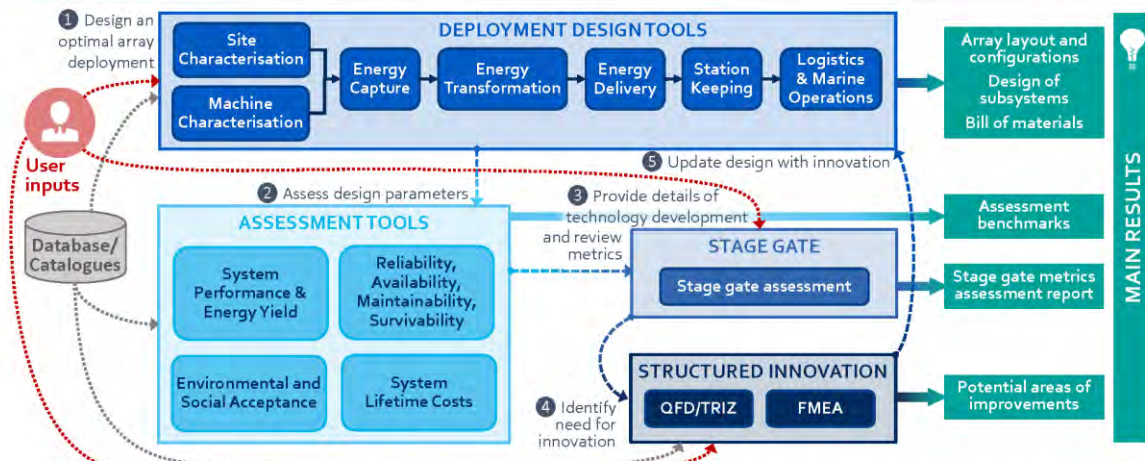 1 Design an
optimal array
deployment
DEPLOYMENT DESIGN TOOLS
Site
Characterisation
Machine
Characterisation
Energy
Capture
Energy
Transformation
Energy
Delivery
Station
Keeping
Logistics
& Marine
Operations
Array layout and
configurations
Design of
subsystems
Bill of materials
User
inputs
5 Update design with innovation
2 Assess design parameters
3 Provide details of
technology development
and review
metrics
Database/
Catalogues
ASSESSMENT TOOLS
System
Performance &
Energy Yield
Reliability,
Availability,
Maintainability,
Survivability
Environmental and
Social Acceptance
System
Lifetime Costs
STAGE GATE
Stage gate assessment
Assessment
benchmarks
Stage gate metrics
assessment report
4 Identify
need for
innovation
STRUCTURED INNOVATION
QFD/TRIZ
FMEA
Potential areas of
improvements
MAIN RESULTS